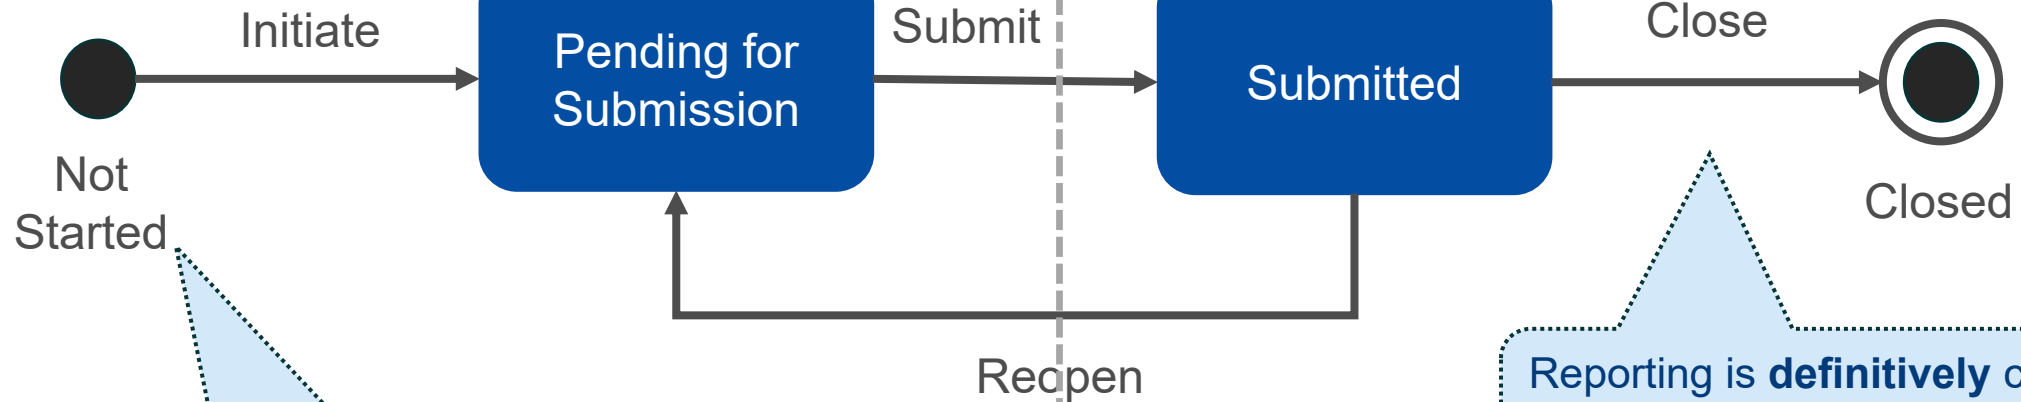 Initiate
Submit
Close
Pending for
Submission
Submitted
Not
Started
Closed
Reopen
Reporting is definitively